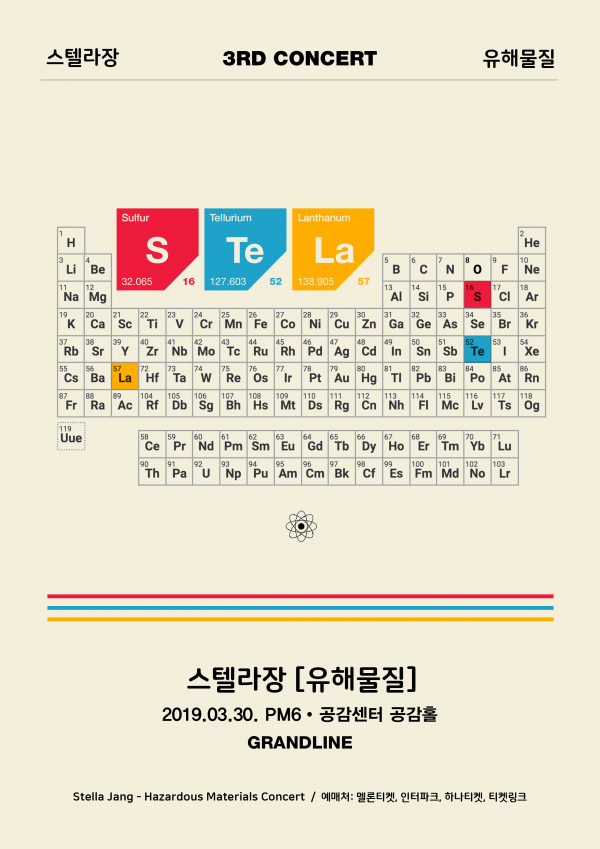 스텔라장 3RD CONCERT 유해물질
Sulfur Tellurium Lanthanum
S Te La
32.065 16 127.603 52 138.905 57
1 H 2 He
3 Li 4 Be 5 B 6 C 7 N 8 O 9 F 10 Ne
11 Na 12 Mg 13 Al 14 Si 15 P 16 S 17 Cl 18 Ar
19 K 20 Ca 21 Sc 22 Ti 23 V 24 Cr 25 Mn 26 Fe 27 Co 28 Ni 29 Cu 30 Zn 31 Ga 32 Ge 33 As 34 Se 35 Br 36 Kr
37 Rb 38 Sr 39 Y 40 Zr 41 Nb 42 Mo 43 Tc 44 Ru 45 Rh 46 Pd 47 Ag 48 Cd 49 In 50 Sn 51 Sb 52 Te 53 I 54 Xe
55 Cs 56 Ba 57 La 72 Hf 73 Ta 74 W 75 Re 76 Os 77 Ir 78 Pt 79 Au 80 Hg 81 Tl 82 Pb 83 Bi 84 Po 85 At 86 Rn
87 Fr 88 Ra 89 Ac 104 Rf 105 Db 106 Sg 107 Bh 108 Hs 109 Mt 110 Ds 111 Rg 112 Cn 113 Nh 114 Fl 115 Mc 116 Lv 117 Ts 118 Og
119 Uue
58 Ce 59 Pr 60 Nd 61 Pm 62 Sm 63 Eu 64 Gd 65 Tb 66 Dy 67 Ho 68 Er 69 Tm 70 Yb 71 Lu
90 Th 91 Pa 92 U 93 Np 94 Pu 95 Am 96 Cm 97 Bk 98 Cf 99 Es 100 Fm 101 Md 102 No 103 Lr
스텔라장 [유해물질]
2019.03.30. PM6 • 공감센터 공감홀
GRANDLINE
Stella Jang - Hazardous Materials Concert / 예매처: 멜론티켓, 인터파크, 하나티켓, 티켓링크